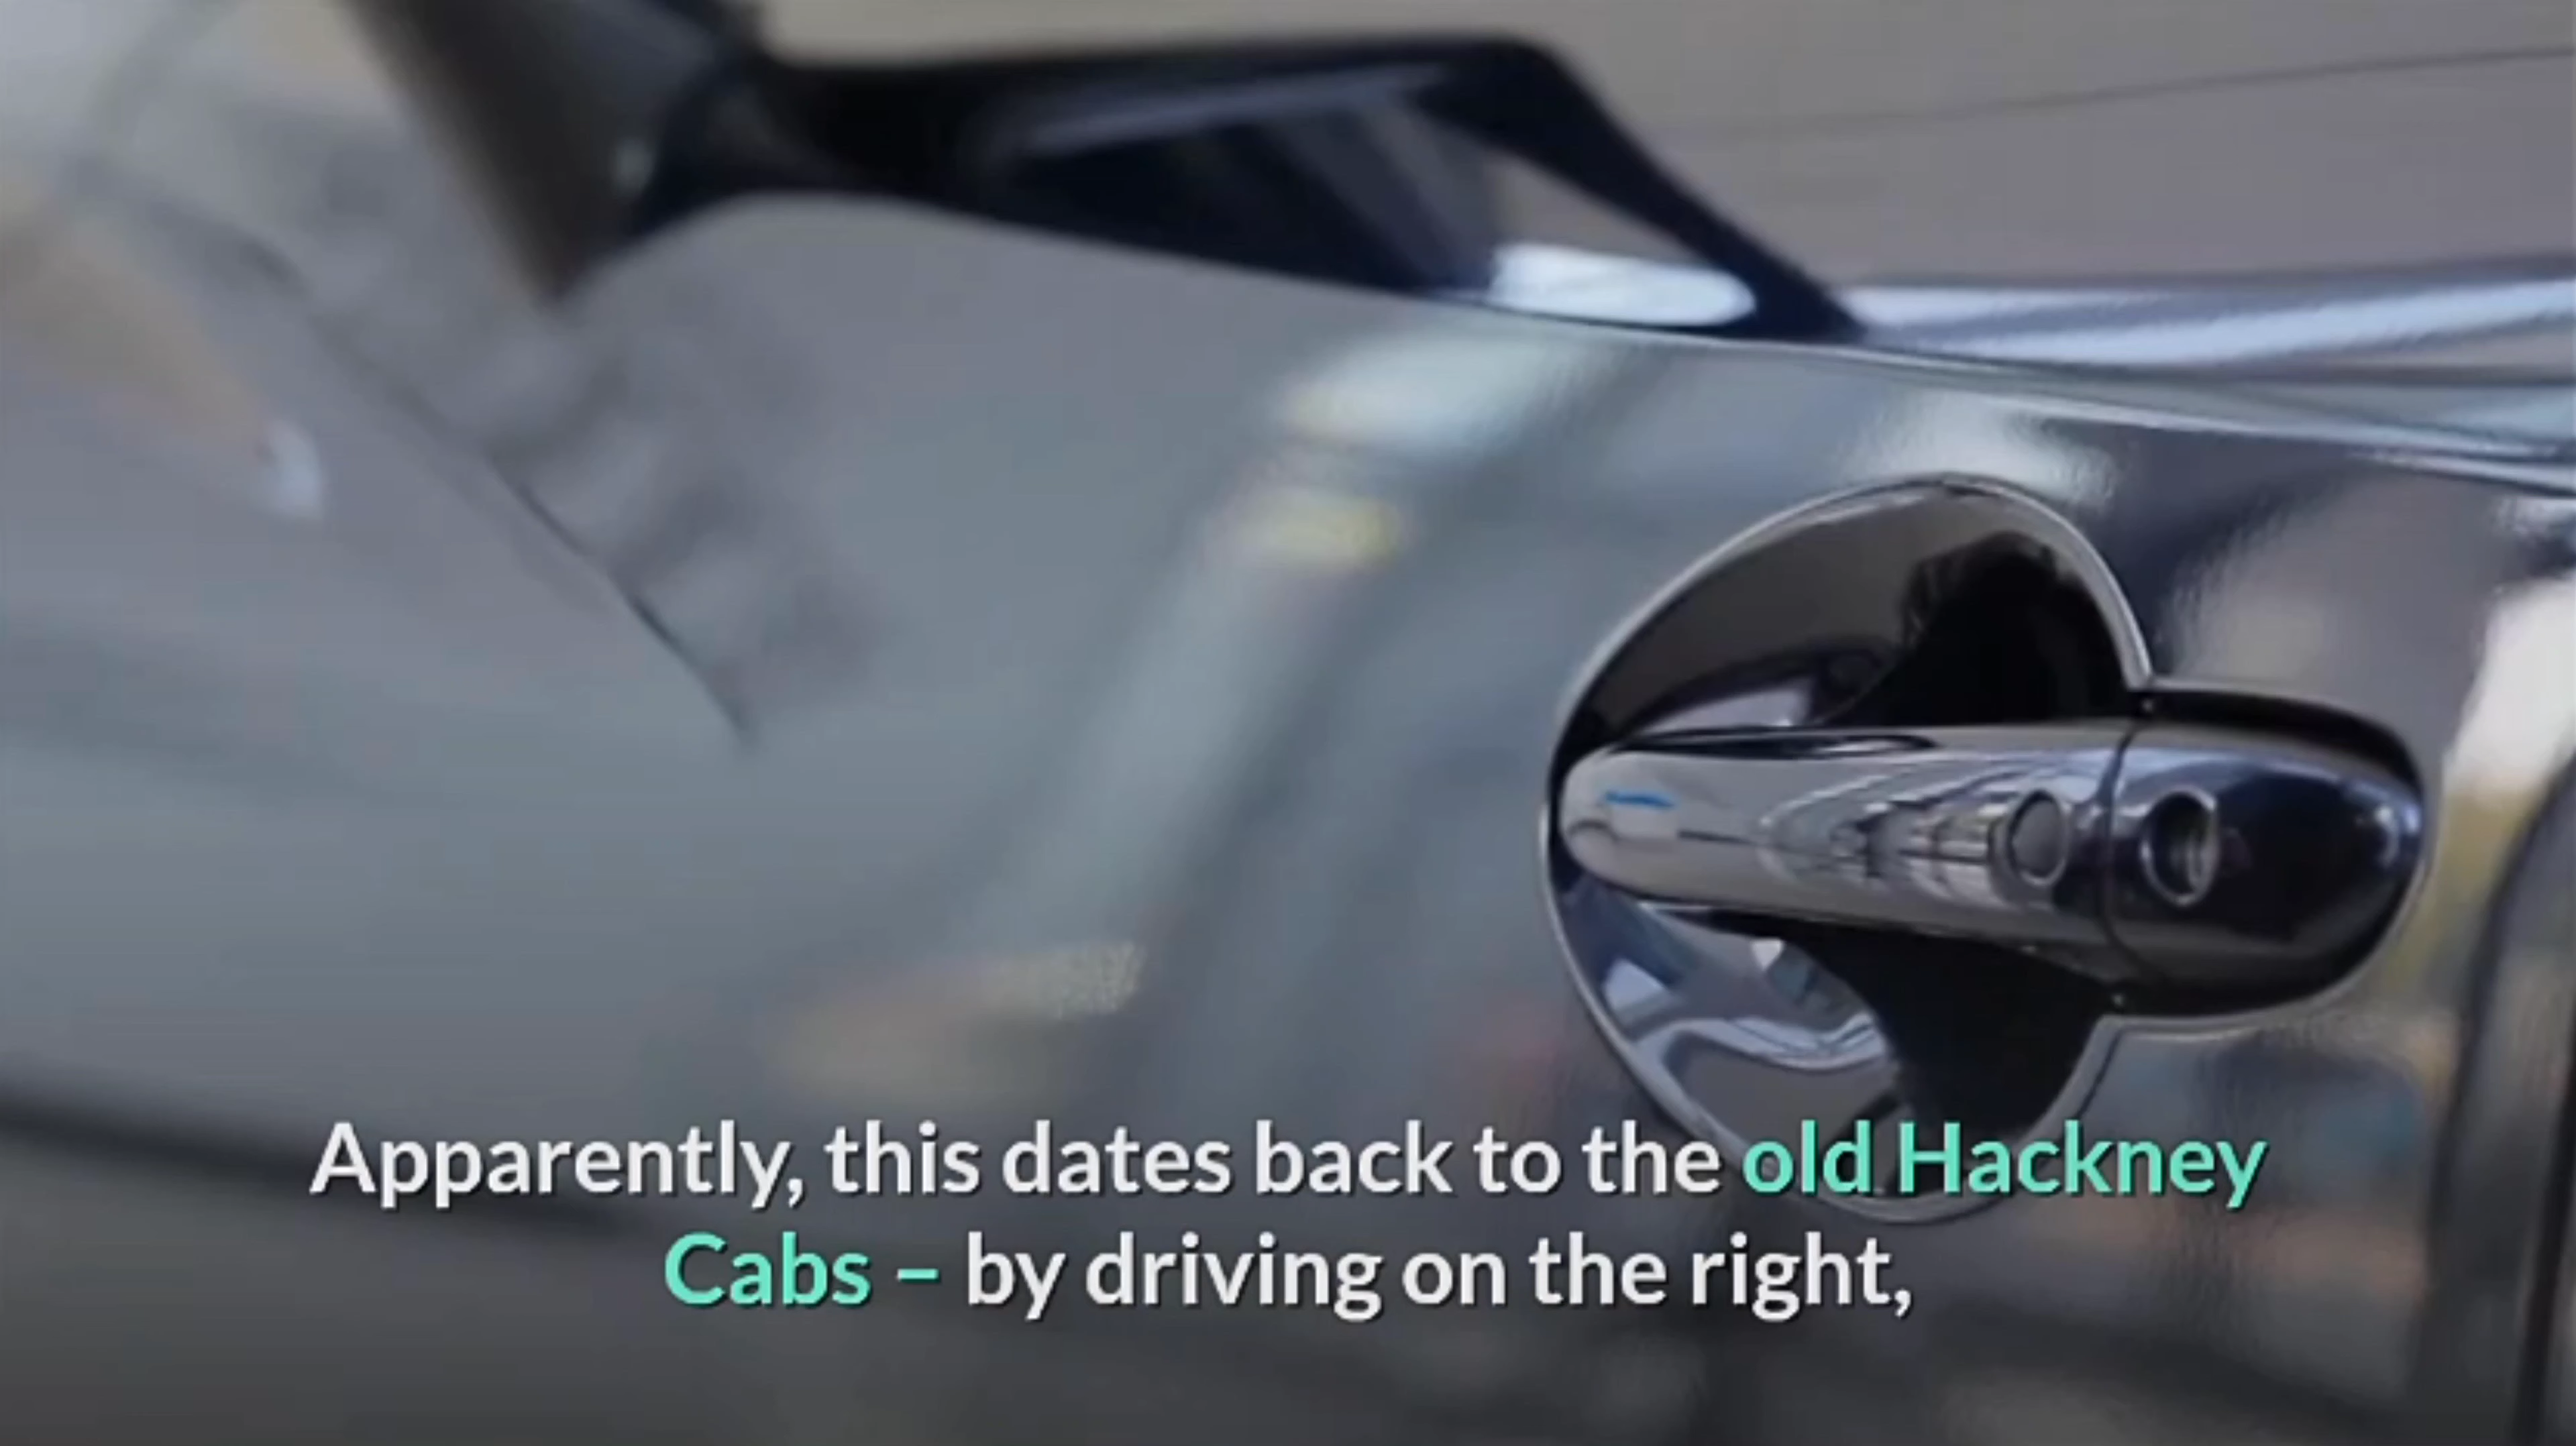 Apparently, this dates back to the old Hackney
Cabs – by driving on the right,